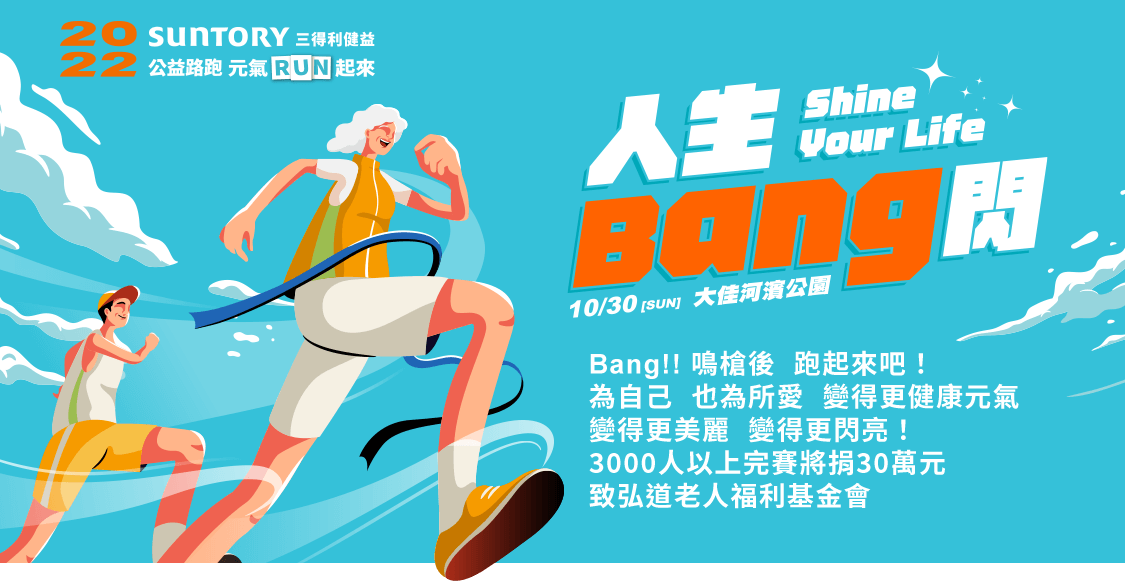 2022
SUNTORY 三得利健益
公益路跑 元氣RUN起來
人生
Shine
Your Life
Bang閃
10/30 [SUN] 大佳河濱公園
Bang!! 鳴槍後 跑起來吧！
為自己 也為所愛 變得更健康元氣
變得更美麗 變得更閃亮！
3000人以上完賽將捐30萬元
致弘道老人福利基金會